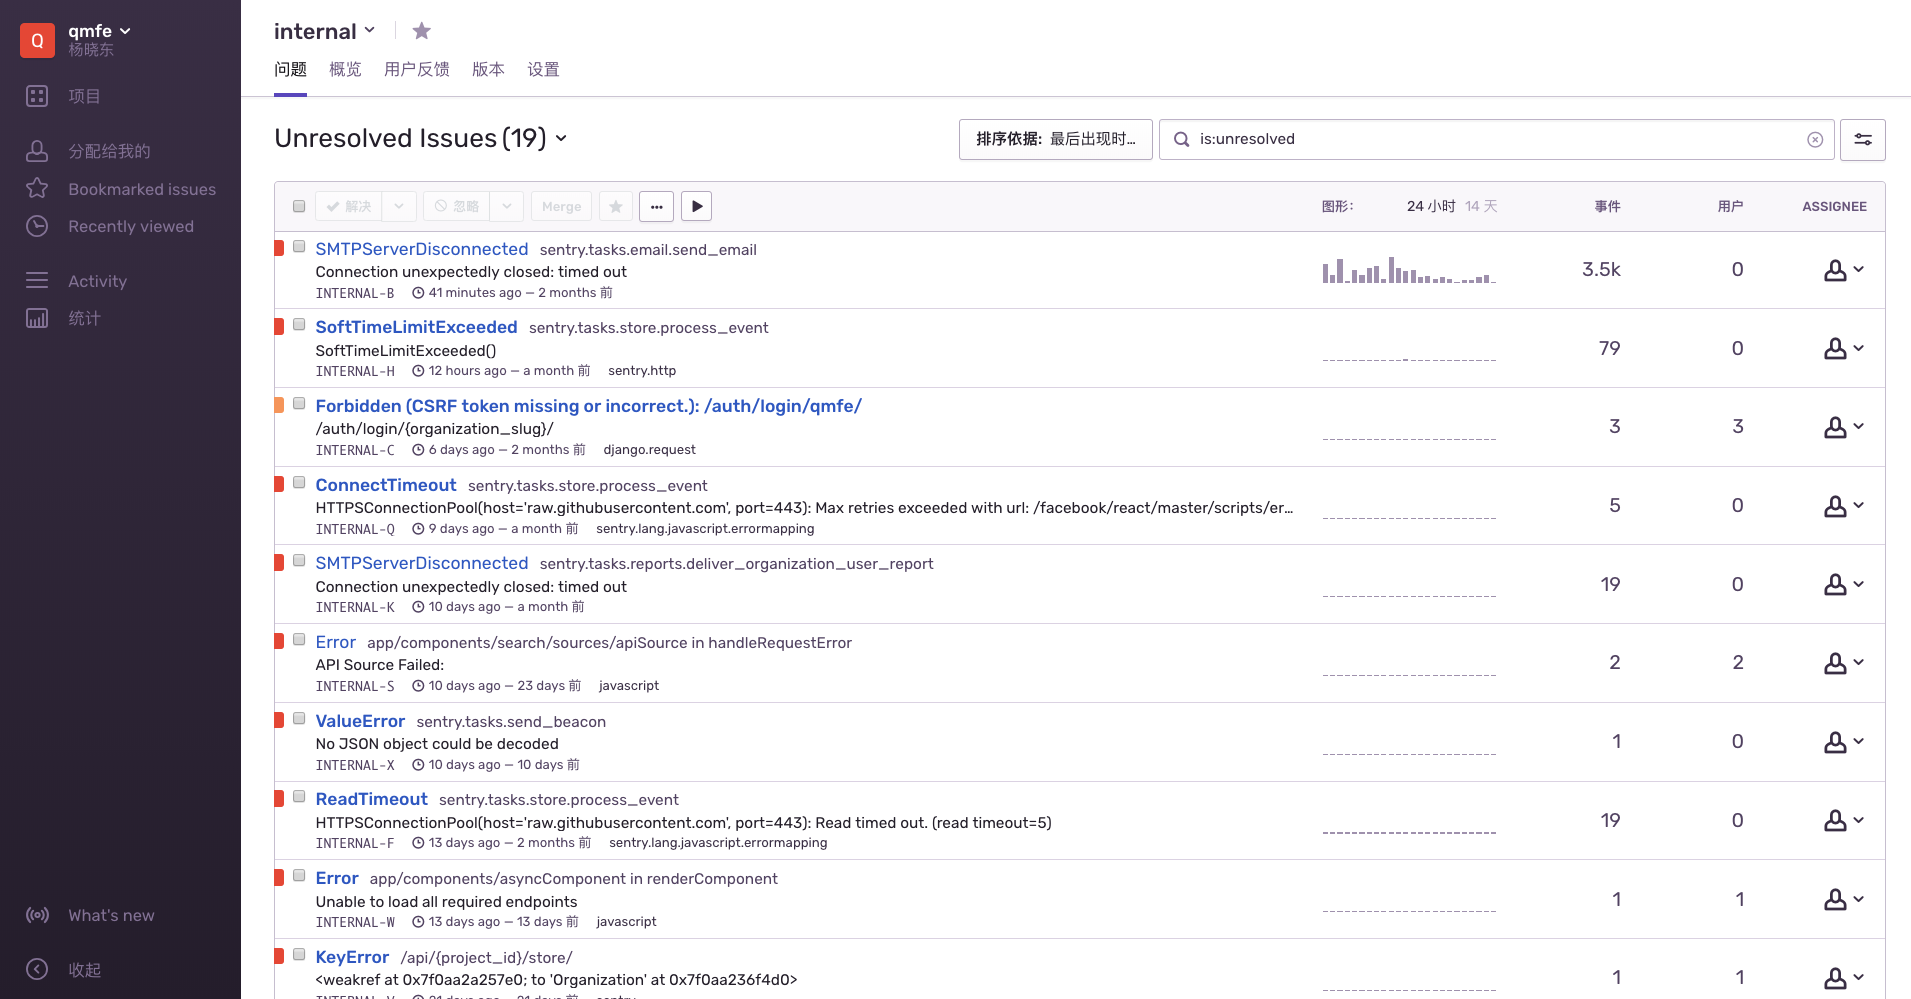 Q
qmfe
杨晓东
项目
分配给我的
Bookmarked issues
Recently viewed
Activity
统计
What's new
收起
internal
问题 概览 用户反馈 版本 设置
Unresolved Issues (19)
排序依据: 最后出现时... is:unresolved
解决 忽略 Merge ... 图形: 24 小时 14 天 事件 用户 ASSIGNEE
SMTPServerDisconnected sentry.tasks.email.send_email
Connection unexpectedly closed: timed out
INTERNAL-B 41 minutes ago — 2 months 前
3.5k 0
SoftTimeLimitExceeded sentry.tasks.store.process_event
SoftTimeLimitExceeded()
INTERNAL-H 12 hours ago — a month 前 sentry.http
79 0
Forbidden (CSRF token missing or incorrect.): /auth/login/qmfe/
/auth/login/{organization_slug}/
INTERNAL-C 6 days ago — 2 months 前 django.request
3 3
ConnectTimeout sentry.tasks.store.process_event
HTTPSConnectionPool(host='raw.githubusercontent.com', port=443): Max retries exceeded with url: /facebook/react/master/scripts/er...
INTERNAL-Q 9 days ago — a month 前 sentry.lang.javascript.errormapping
5 0
SMTPServerDisconnected sentry.tasks.reports.deliver_organization_user_report
Connection unexpectedly closed: timed out
INTERNAL-K 10 days ago — a month 前
19 0
Error app/components/search/sources/apiSource in handleRequestError
API Source Failed:
INTERNAL-S 10 days ago — 23 days 前 javascript
2 2
ValueError sentry.tasks.send_beacon
No JSON object could be decoded
INTERNAL-X 10 days ago — 10 days 前
1 0
ReadTimeout sentry.tasks.store.process_event
HTTPSConnectionPool(host='raw.githubusercontent.com', port=443): Read timed out. (read timeout=5)
INTERNAL-F 13 days ago — 2 months 前 sentry.lang.javascript.errormapping
19 0
Error app/components/asyncComponent in renderComponent
Unable to load all required endpoints
INTERNAL-W 13 days ago — 13 days 前 javascript
1 1
KeyError /api/{project_id}/store/
<weakref at 0x7f0aa2a257e0; to 'Organization' at 0x7f0aa236f4d0>
1 1